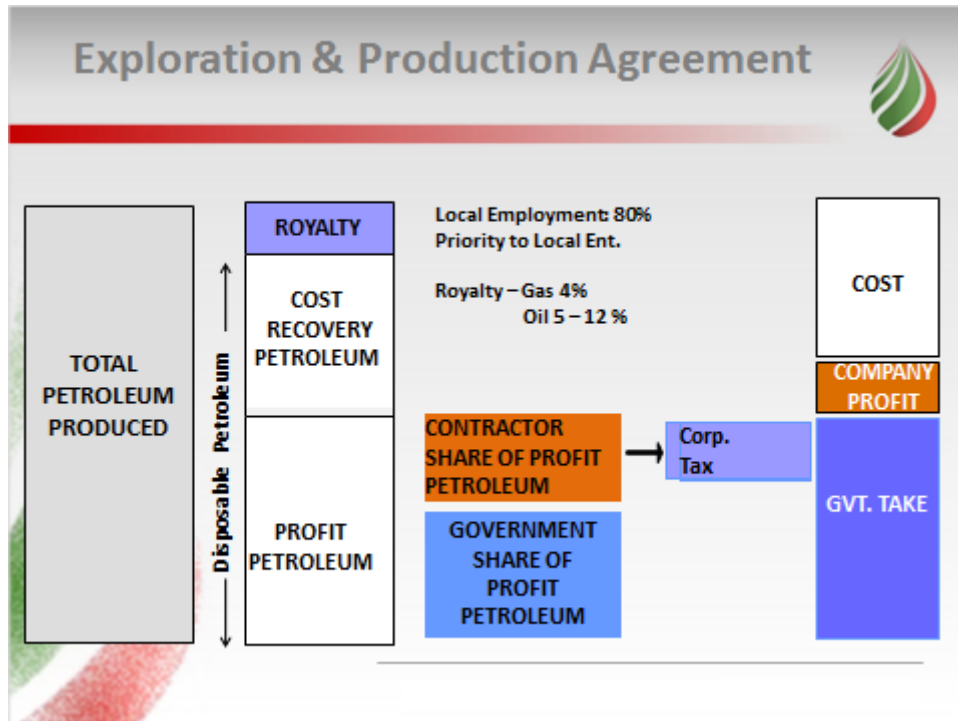 Exploration & Production Agreement
TOTAL
PETROLEUM
PRODUCED
Disposable Petroleum
ROYALTY
COST
RECOVERY
PETROLEUM
PROFIT
PETROLEUM
Local Employment: 80%
Priority to Local Ent.
Royalty – Gas 4%
Oil 5 – 12 %
CONTRACTOR
SHARE OF PROFIT
PETROLEUM
Corp.
Tax
GOVERNMENT
SHARE OF
PROFIT
PETROLEUM
COST
COMPANY
PROFIT
GVT. TAKE